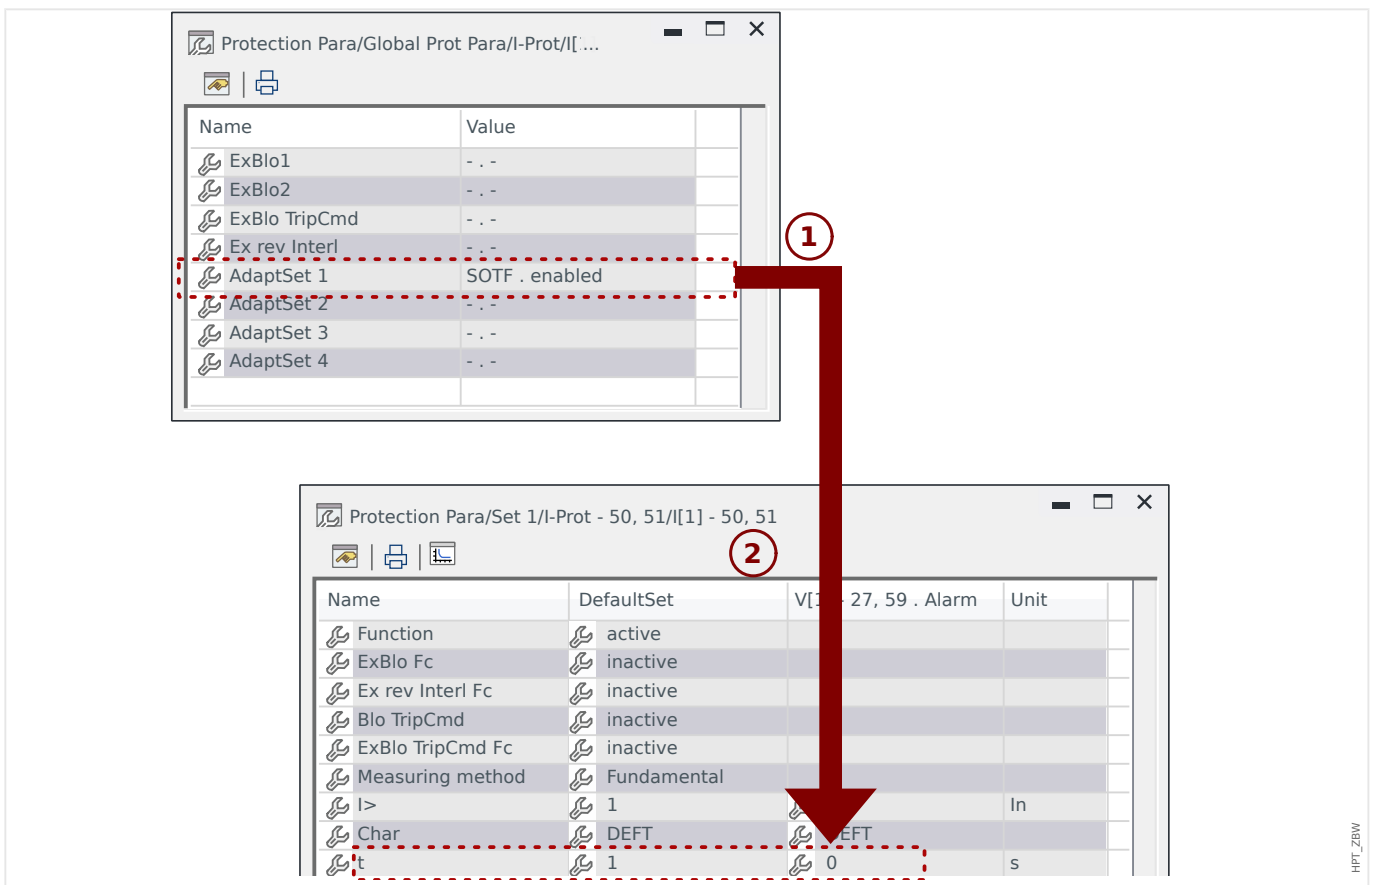 Protection Para/Global Prot Para/I-Prot/I[ ...
Name Value
ExBlo1 - . -
ExBlo2 - . -
ExBlo TripCmd - . -
Ex rev Interl - . -
AdaptSet 1 SOTF . enabled
AdaptSet 2 - . -
AdaptSet 3 - . -
AdaptSet 4 - . -
1
Protection Para/Set 1/I-Prot - 50, 51/I[1] - 50, 51
2
Name DefaultSet V[1 - 27, 59 . Alarm Unit
Function active
ExBlo Fc inactive
Ex rev Interl Fc inactive
Blo TripCmd inactive
ExBlo TripCmd Fc inactive
Measuring method Fundamental
I> 1 In
Char DEFT EFT
t 1 0 s
HPT_ZBW